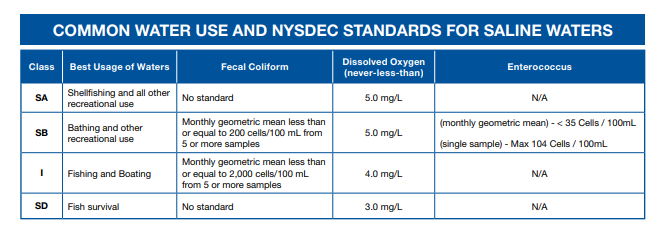 COMMON WATER USE AND NYSDEC STANDARDS FOR SALINE WATERS
Class
Best Usage of Waters
Fecal Coliform
Dissolved Oxygen
(never-less-than)
Enterococcus
SA
Shellfishing and all other
recreational use
No standard
5.0 mg/L
N/A
SB
Bathing and other
recreational use
Monthly geometric mean less than
or equal to 200 cells/100 mL from
5 or more samples
5.0 mg/L
(monthly geometric mean) - < 35 Cells / 100mL
(single sample) - Max 104 Cells / 100mL
I
Fishing and Boating
Monthly geometric mean less than
or equal to 2,000 cells/100 mL
from 5 or more samples
4.0 mg/L
N/A
SD
Fish survival
No standard
3.0 mg/L
N/A